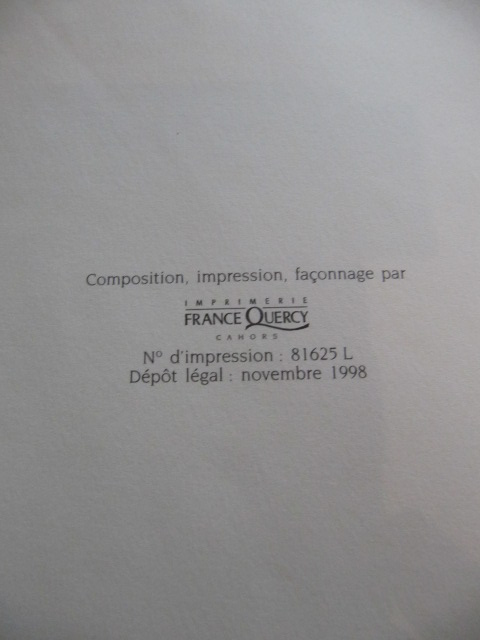 Composition, impression, façonnage par
IMPRIMERIE
FRANCE QUERCY
CAHORS
N° d'impression : 81625 L
Dépôt légal : novembre 1998